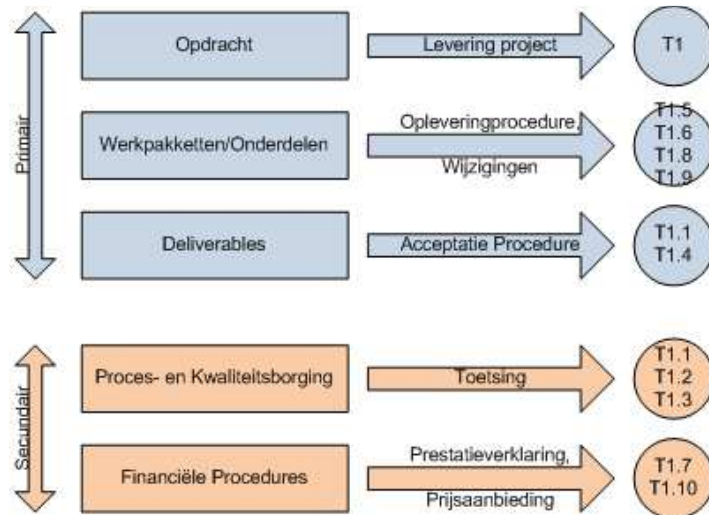 Primair
Opdracht
Levering project
T1
Werkpakketten/Onderdelen
Opleveringprocedure,
Wijzigingen
T1.5
T1.6
T1.8
T1.9
Deliverables
Acceptatie Procedure
T1.1
T1.4
Secundair
Proces- en Kwaliteitsborging
Toetsing
T1.1
T1.2
T1.3
Financiële Procedures
Prestatieverklaring,
Prijsaanbieding
T1.7
T1.10